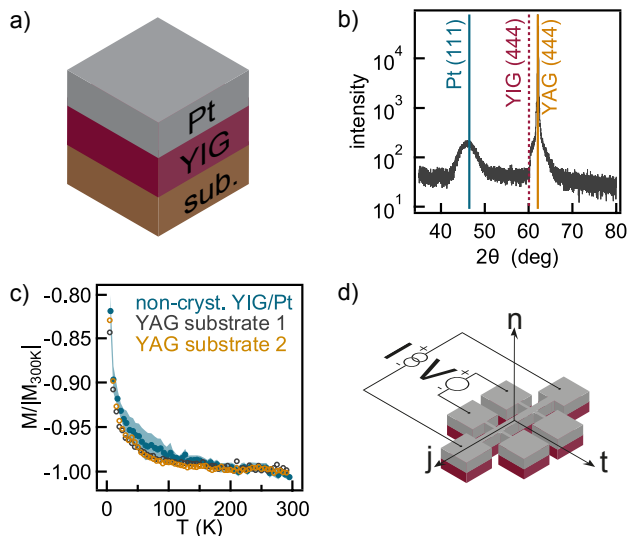 a)
Pt
YIG
sub.
b)
Pt (111)
YIG (444)
YAG (444)
intensity
10⁴
10³
10²
10¹
40 50 60 70 80
2θ (deg)
c)
non-cryst. YIG/Pt
YAG substrate 1
YAG substrate 2
M/|M₃₀₀K|
-0.80
-0.85
-0.90
-0.95
-1.00
0 100 200 300
T (K)
d)
n
I
V
+
-
+
-
j
t